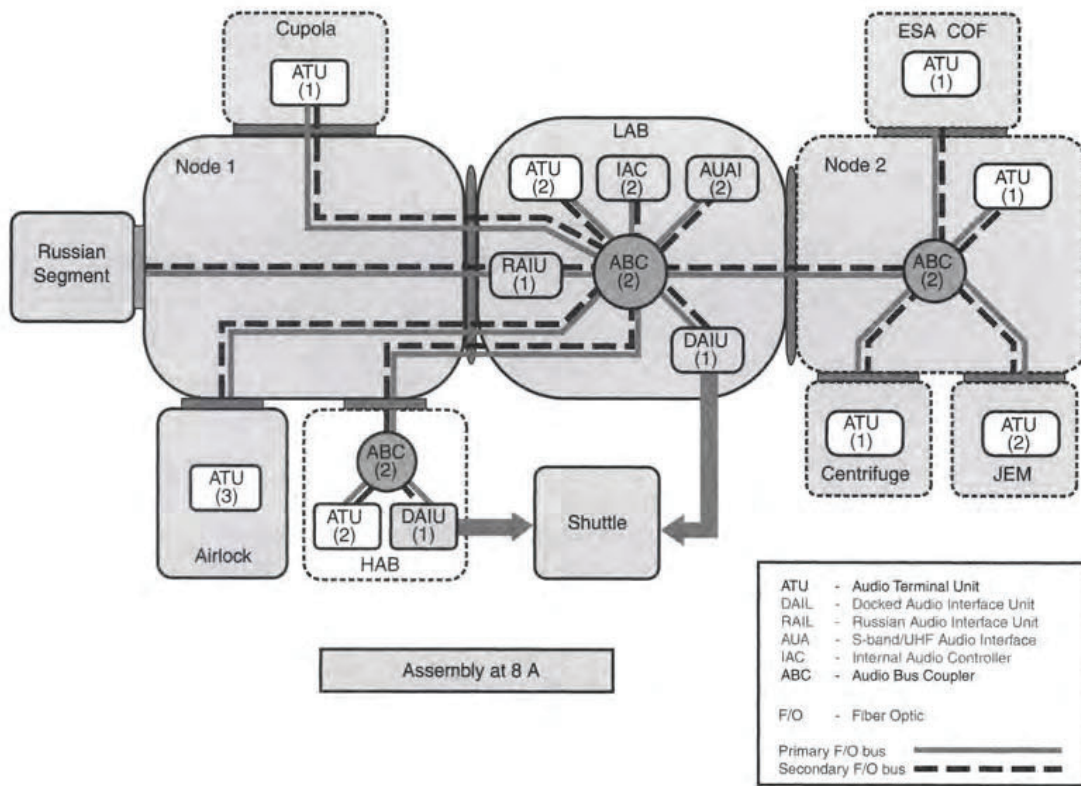 Cupola
ATU
(1)
ESA COF
ATU
(1)
Node 1
LAB
ATU
(2)
IAC
(2)
AUAI
(2)
Node 2
ATU
(1)
Russian
Segment
RAIU
(1)
ABC
(2)
ABC
(2)
DAIU
(1)
ATU
(3)
Airlock
ABC
(2)
ATU
(2)
DAIU
(1)
HAB
Shuttle
ATU
(1)
Centrifuge
ATU
(2)
JEM
Assembly at 8 A
ATU - Audio Terminal Unit
DAIL - Docked Audio Interface Unit
RAIL - Russian Audio Interface Unit
AUA - S-band/UHF Audio Interface
IAC - Internal Audio Controller
ABC - Audio Bus Coupler
F/O - Fiber Optic
Primary F/O bus
Secondary F/O bus